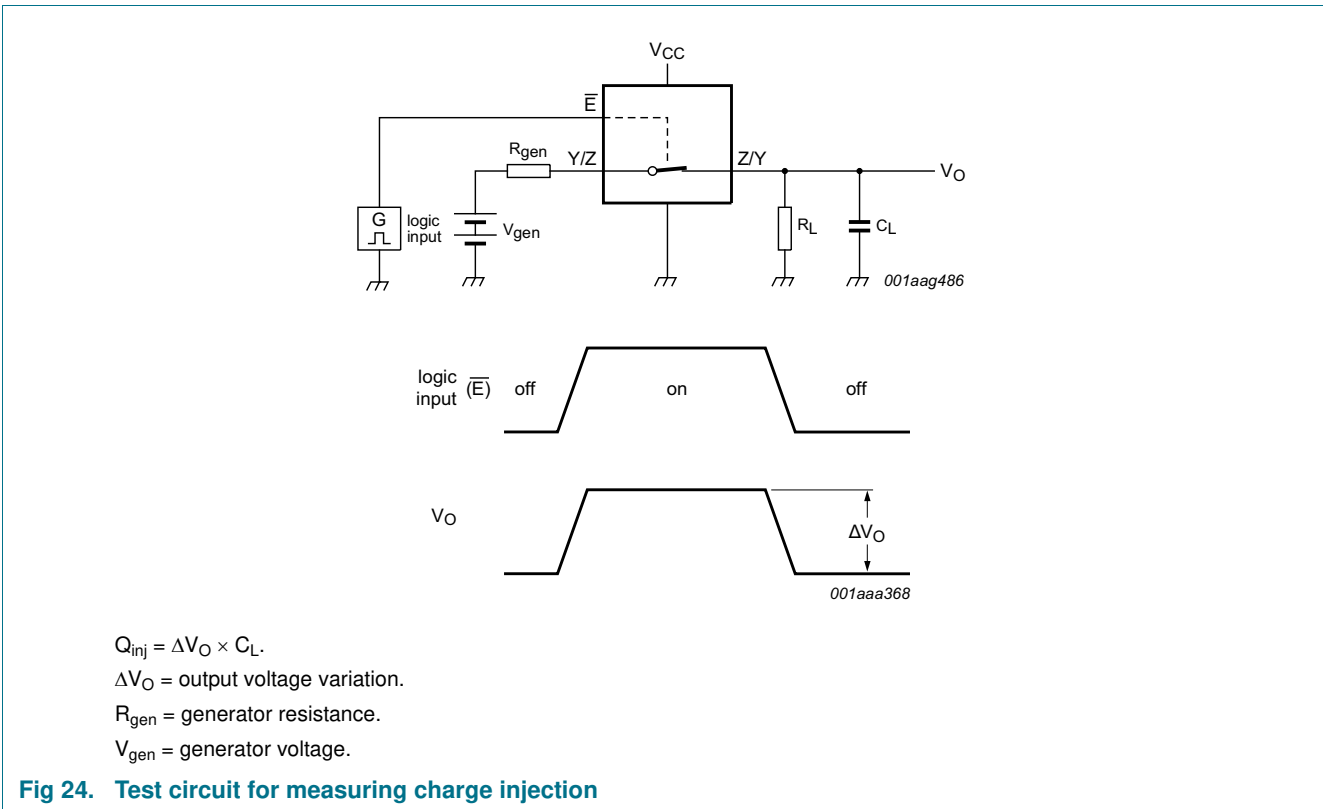 VCC
E̅
Rgen
Y/Z
Z/Y
VO
G
logic
input
Vgen
RL
CL
001aag486
logic
input
(E̅)
off
on
off
VO
ΔVO
001aaa368
Qinj = ΔVO × CL.
ΔVO = output voltage variation.
Rgen = generator resistance.
Vgen = generator voltage.
Fig 24. Test circuit for measuring charge injection